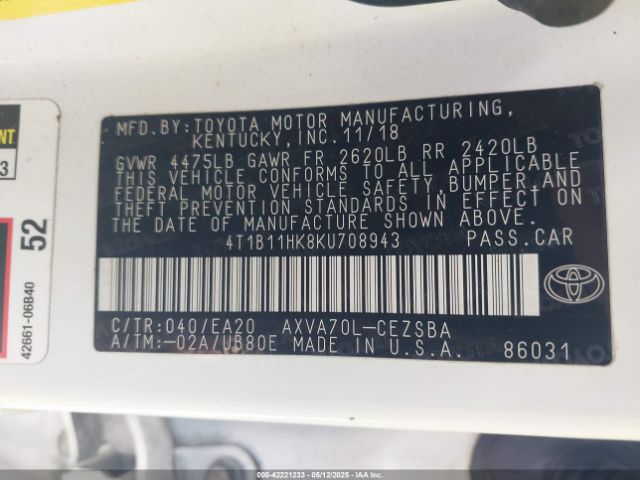 MFD.BY:TOYOTA MOTOR MANUFACTURING,
KENTUCKY,INC.11/18
GVWR 4475LB GAWR FR 2620LB RR 2420LB
THIS VEHICLE CONFORMS TO ALL APPLICABLE
FEDERAL MOTOR VEHICLE SAFETY,BUMPER,AND
THEFT PREVENTION STANDARDS IN EFFECT ON
THE DATE OF MANUFACTURE SHOWN ABOVE.
4T1B11HK8KU708943 PASS.CAR
C/TR:040/EA20 AXVA70L-CEZSBA
A/TM:-02A/UB80E MADE IN U.S.A. 86031
NT
3
52
42661-06B40
000-42221233 - 05/12/2025 - IAA Inc.